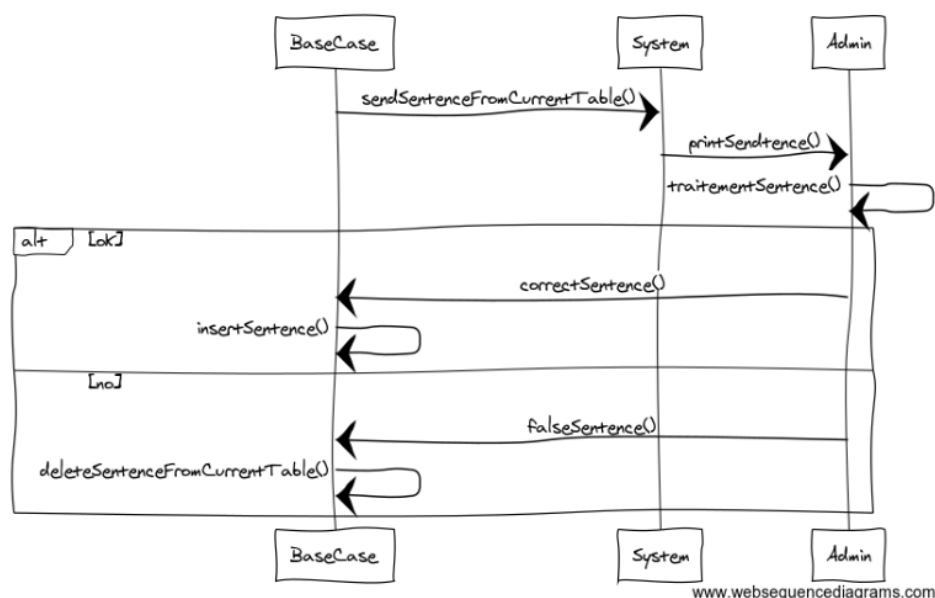 BaseCase
System
Admin
sendSentenceFromCurrentTable()
printSendtence()
traitementSentence()
alt [ok]
correctSentence()
insertSentence()
[no]
falseSentence()
deleteSentenceFromCurrentTable()
BaseCase
System
Admin
www.websequencediagrams.com